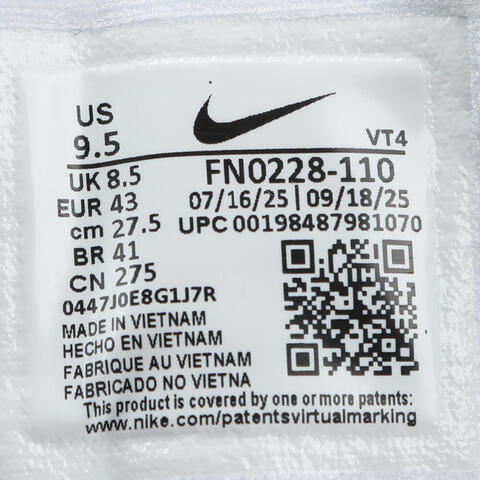 US
9.5
VT4
UK 8.5
FN0228-110
EUR 43
07/16/25 | 09/18/25
cm 27.5
UPC 00198487981070
BR 41
CN 275
0447J0E8G1J7R
MADE IN VIETNAM
HECHO EN VIETNAM
FABRIQUE AU VIETNAM
FABRICADO NO VIETNA
This product is covered by one or more patents:
www.nike.com/patentsvirtualmarking